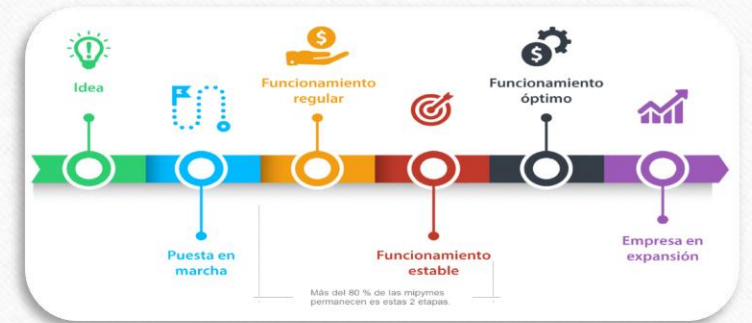 Idea
Puesta en
marcha
Funcionamiento
regular
Funcionamiento
estable
Funcionamiento
óptimo
Empresa en
expansión
Más del 80 % de las mipymes
permanecen es estas 2 etapas.